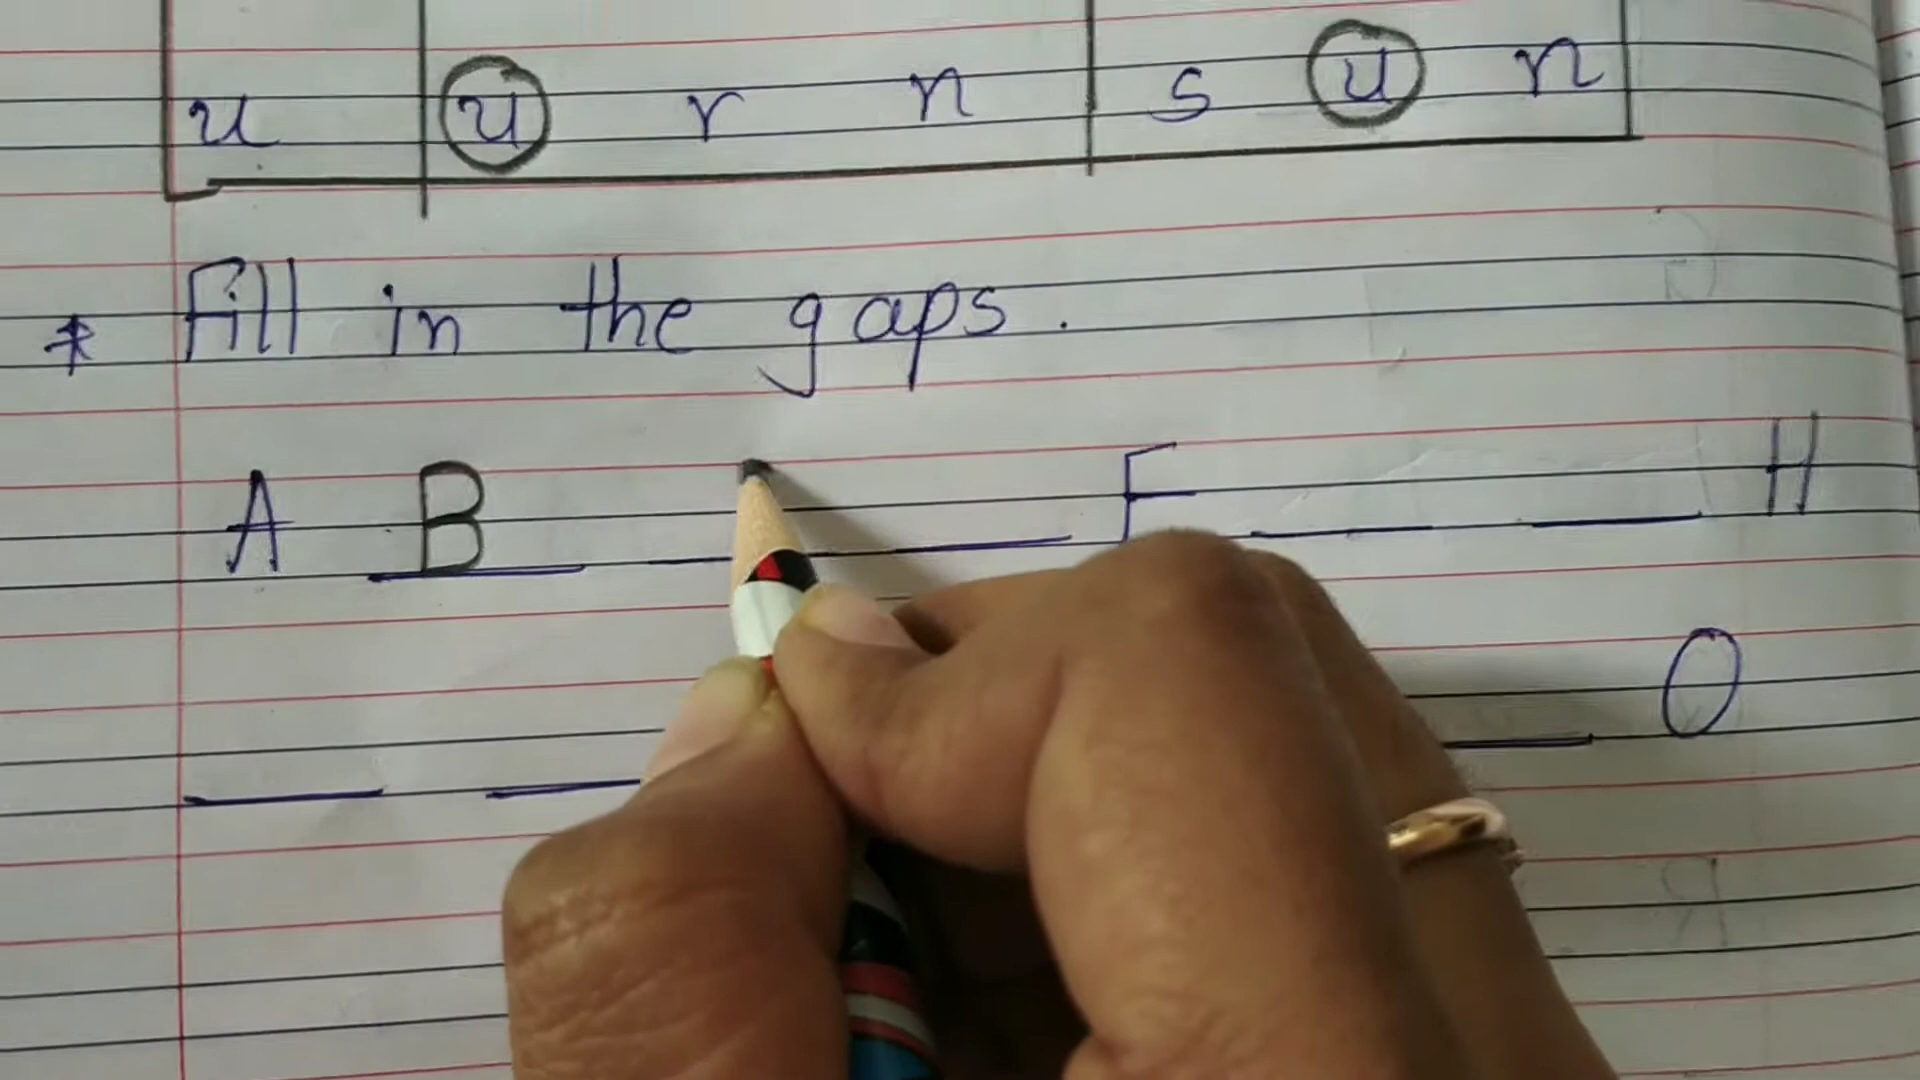 u u r n s u n
* Fill in the gaps.
A B F H
O